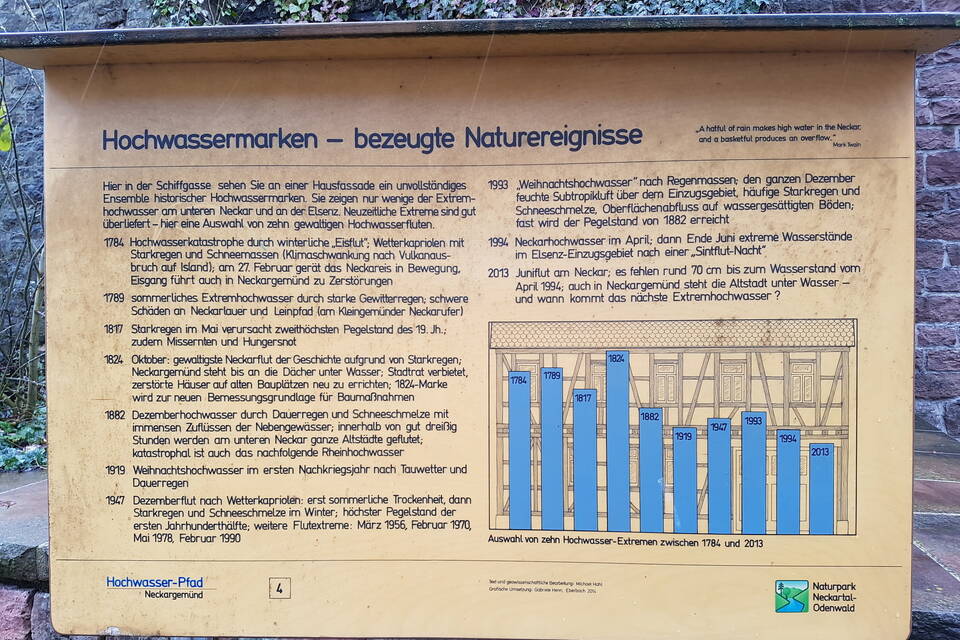 Hochwassermarken – bezeugte Naturereignisse
„A hatful of rain makes high water in the Neckar,
and a basketful produces an overflow."
Mark Twain
Hier in der Schiffgasse sehen Sie an einer Hausfassade ein unvollständiges
Ensemble historischer Hochwassermarken. Sie zeigen nur wenige der Extrem-
hochwasser am unteren Neckar und an der Elsenz. Neuzeitliche Extreme sind gut
überliefert – hier eine Auswahl von zehn gewaltigen Hochwasserfluten.
1784 Hochwasserkatastrophe durch winterliche „Eisflut"; Wetterkapriolen mit
Starkregen und Schneemassen (Klimaschwankung nach Vulkanaus-
bruch auf Island); am 27. Februar gerät das Neckareis in Bewegung,
Eisgang führt auch in Neckargemünd zu Zerstörungen
1789 sommerliches Extremhochwasser durch starke Gewitterregen; schwere
Schäden an Neckarlauer und Leinpfad (am Kleingemünder Neckarufer)
1817 Starkregen im Mai verursacht zweithöchsten Pegelstand des 19. Jh.;
zudem Missernten und Hungersnot
1824 Oktober: gewaltigste Neckarflut der Geschichte aufgrund von Starkregen;
Neckargemünd steht bis an die Dächer unter Wasser; Stadtrat verbietet,
zerstörte Häuser auf alten Bauplätzen neu zu errichten; 1824-Marke
wird zur neuen Bemessungsgrundlage für Baumaßnahmen
1882 Dezemberhochwasser durch Dauerregen und Schneeschmelze mit
immensen Zuflüssen der Nebengewässer; innerhalb von gut dreißig
Stunden werden am unteren Neckar ganze Altstädte geflutet;
katastrophal ist auch das nachfolgende Rheinhochwasser
1919 Weihnachtshochwasser im ersten Nachkriegsjahr nach Tauwetter und
Dauerregen
1947 Dezemberflut nach Wetterkapriolen: erst sommerliche Trockenheit, dann
Starkregen und Schneeschmelze im Winter; höchster Pegelstand der
ersten Jahrhunderthälfte; weitere Flutextreme: März 1956, Februar 1970,
Mai 1978, Februar 1990
1993 „Weihnachtshochwasser" nach Regenmassen; den ganzen Dezember
feuchte Subtropikluft über dem Einzugsgebiet, häufige Starkregen und
Schneeschmelze, Oberflächenabfluss auf wassergesättigten Böden;
fast wird der Pegelstand von 1882 erreicht
1994 Neckarhochwasser im April; dann Ende Juni extreme Wasserstände
im Elsenz-Einzugsgebiet nach einer „Sintflut-Nacht"
2013 Juniflut am Neckar; es fehlen rund 70 cm bis zum Wasserstand vom
April 1994; auch in Neckargemünd steht die Altstadt unter Wasser –
und wann kommt das nächste Extremhochwasser ?
1784 1789 1817 1824 1882 1919 1947 1993 1994 2013
Auswahl von zehn Hochwasser-Extremen zwischen 1784 und 2013
Hochwasser-Pfad
Neckargemünd
4
Text und geowissenschaftliche Bearbeitung: Michael Hahl
Grafische Umsetzung: Gabriele Henn, Eberbach 2014
Naturpark
Neckartal-
Odenwald